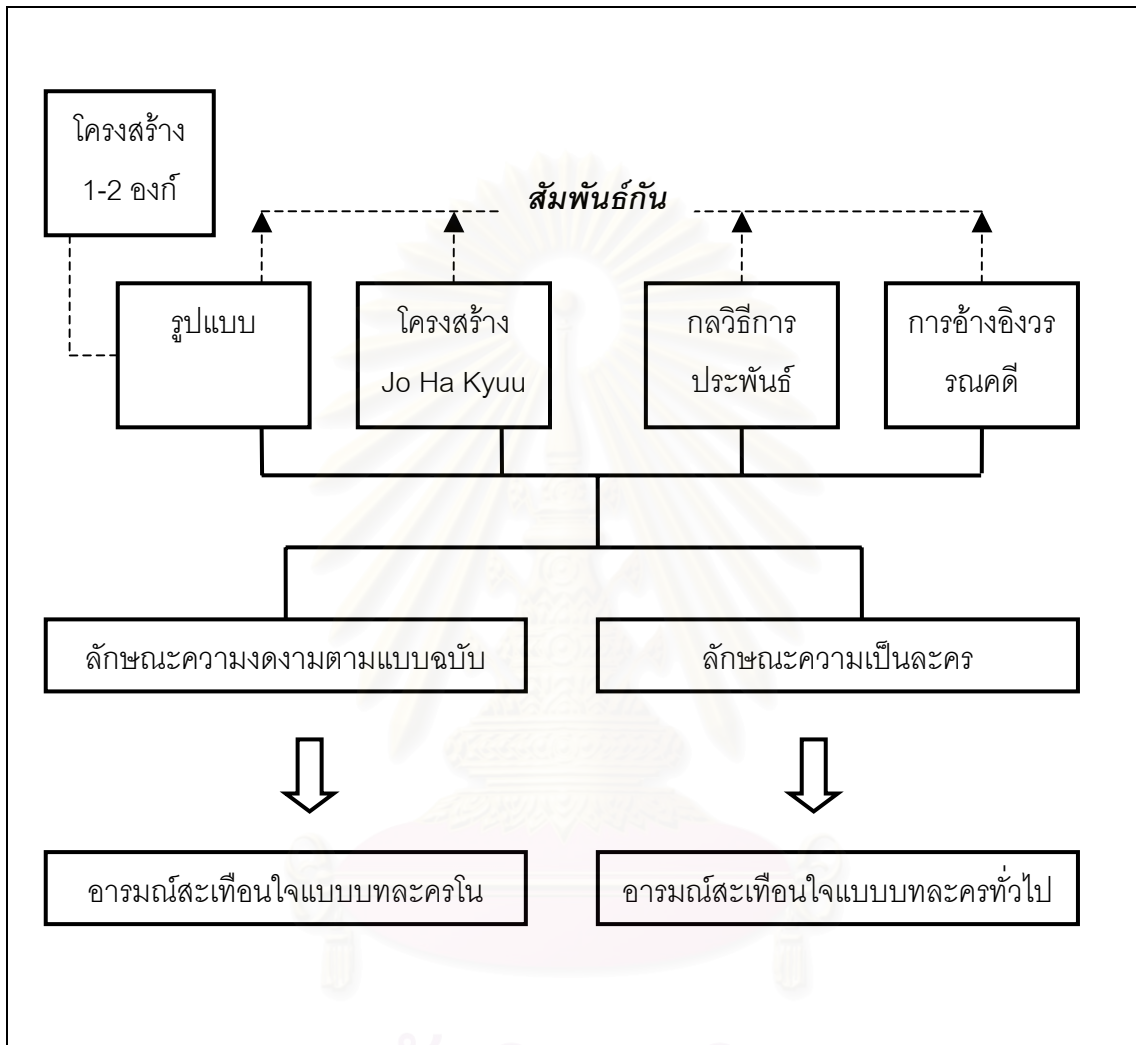 โครงสร้าง
1-2 องก์
สัมพันธ์กัน
รูปแบบ
โครงสร้าง
Jo Ha Kyuu
กลวิธีการ
ประพันธ์
การอ้างอิงวร
รณคดี
ลักษณะความงดงามตามแบบฉบับ
ลักษณะความเป็นละคร
อารมณ์สะเทือนใจแบบบทละครโน
อารมณ์สะเทือนใจแบบบทละครทั่วไป